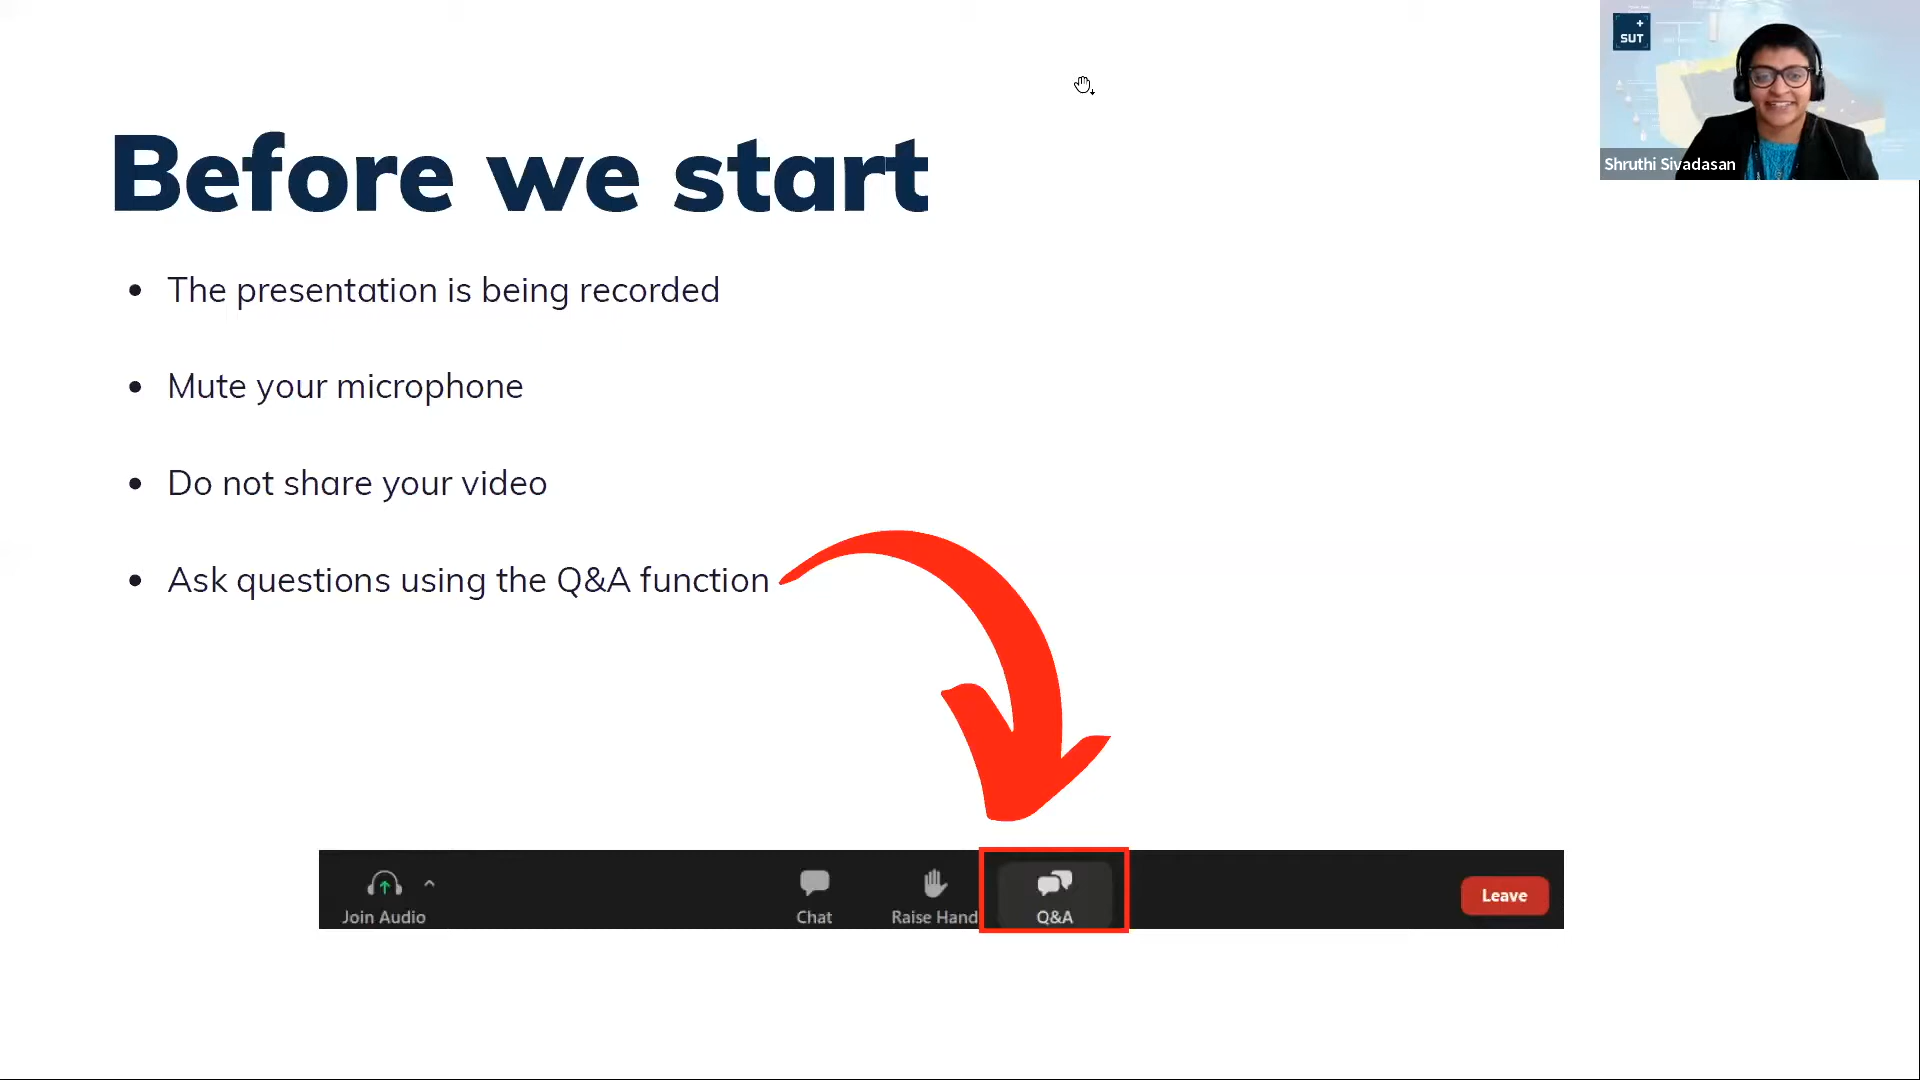 SUT
Shruthi Sivadasan
Before we start
• The presentation is being recorded
• Mute your microphone
• Do not share your video
• Ask questions using the Q&A function
Join Audio
Chat
Raise Hand
Q&A
Leave